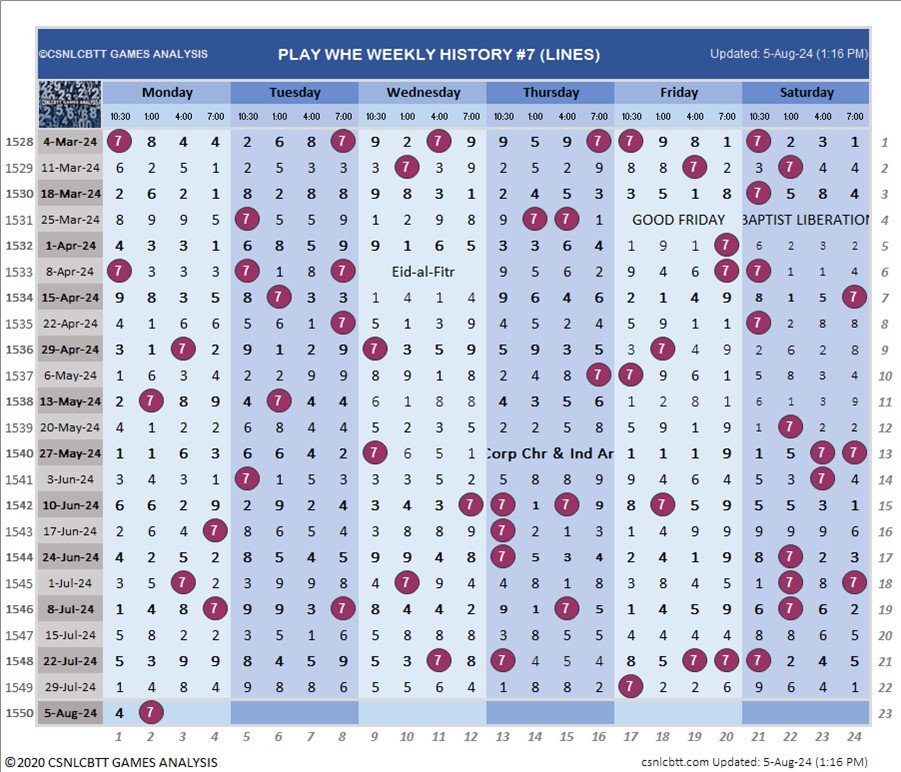 ©CSNLCBTT GAMES ANALYSIS PLAY WHE WEEKLY HISTORY #7 (LINES) Updated: 5-Aug-24 (1:16 PM)
Monday Tuesday Wednesday Thursday Friday Saturday
10:30 1:00 4:00 7:00 10:30 1:00 4:00 7:00 10:30 1:00 4:00 7:00 10:30 1:00 4:00 7:00 10:30 1:00 4:00 7:00 10:30 1:00 4:00 7:00
1528 4-Mar-24 7 8 4 4 2 6 8 7 9 2 7 9 9 5 9 7 7 9 8 1 7 2 3 1 1
1529 11-Mar-24 6 2 5 1 2 5 3 3 3 7 3 9 2 5 2 9 8 8 7 2 3 7 4 4 2
1530 18-Mar-24 2 6 2 1 8 2 8 8 9 8 3 1 2 4 5 3 3 5 1 8 7 5 8 4 3
1531 25-Mar-24 8 9 9 5 7 5 5 9 1 2 9 8 9 7 7 1 GOOD FRIDAY BAPTIST LIBERATION 4
1532 1-Apr-24 4 3 3 1 6 8 5 9 9 1 6 5 3 3 6 4 1 9 1 7 6 2 3 2 5
1533 8-Apr-24 7 3 3 3 7 1 8 7 Eid-al-Fitr 9 5 6 2 9 4 6 7 7 1 1 4 6
1534 15-Apr-24 9 8 3 5 8 7 3 3 1 4 1 4 9 6 4 6 2 1 4 9 8 1 5 7 7
1535 22-Apr-24 4 1 6 6 5 6 1 7 5 1 3 9 4 5 2 4 5 9 1 1 7 2 8 8 8
1536 29-Apr-24 3 1 7 2 9 1 2 9 7 3 5 9 5 9 3 5 3 7 4 9 2 6 2 8 9
1537 6-May-24 1 6 3 4 2 2 9 9 8 9 1 8 2 4 8 7 7 9 6 1 5 8 3 4 10
1538 13-May-24 2 7 8 9 4 7 4 4 6 1 8 8 4 3 5 6 1 2 8 1 6 1 3 9 11
1539 20-May-24 4 1 2 2 6 8 4 4 5 2 3 5 2 2 5 8 5 9 1 9 1 7 2 2 12
1540 27-May-24 1 1 6 3 6 6 4 2 7 6 5 1 Corp Chr & Ind Ar 1 1 1 9 1 5 7 7 13
1541 3-Jun-24 3 4 3 1 7 1 5 3 3 3 5 2 5 8 8 9 9 4 6 4 5 3 7 4 14
1542 10-Jun-24 6 6 2 9 2 9 2 4 3 4 3 7 7 1 7 9 8 7 5 9 5 5 3 1 15
1543 17-Jun-24 2 6 4 7 8 6 5 4 3 8 8 9 7 2 1 3 1 4 9 9 9 9 9 6 16
1544 24-Jun-24 4 2 5 2 8 5 4 5 9 9 4 8 7 5 3 4 2 4 1 9 8 7 2 3 17
1545 1-Jul-24 3 5 7 2 3 9 9 8 4 7 9 4 4 8 1 8 3 8 4 5 1 7 8 7 18
1546 8-Jul-24 1 4 8 7 9 9 3 7 8 4 4 2 9 1 7 5 1 4 5 9 6 7 6 2 19
1547 15-Jul-24 5 8 2 2 3 5 1 6 5 8 8 8 3 8 5 5 4 4 4 4 8 8 6 5 20
1548 22-Jul-24 5 3 9 9 8 4 5 9 5 3 7 8 7 4 5 4 8 5 7 7 7 2 4 5 21
1549 29-Jul-24 1 4 8 4 9 8 8 6 5 5 6 4 1 8 8 2 7 2 2 6 9 6 4 1 22
1550 5-Aug-24 4 7 23
1 2 3 4 5 6 7 8 9 10 11 12 13 14 15 16 17 18 19 20 21 22 23 24
©2020 CSNLCBTT GAMES ANALYSIS csnlcbtt.com Updated: 5-Aug-24 (1:16 PM)